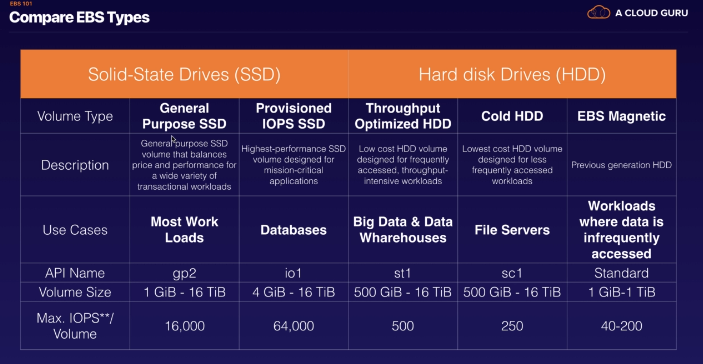 EBS 101
Compare EBS Types
A CLOUD GURU
Solid-State Drives (SSD)
Hard disk Drives (HDD)
Volume Type
General
Purpose SSD
Provisioned
IOPS SSD
Throughput
Optimized HDD
Cold HDD
EBS Magnetic
Description
General purpose SSD
volume that balances
price and performance for
a wide variety of
transactional workloads
Highest-performance SSD
volume designed for
mission-critical
applications
Low cost HDD volume
designed for frequently
accessed, throughput-
intensive workloads
Lowest cost HDD volume
designed for less
frequently accessed
workloads
Previous generation HDD
Use Cases
Most Work
Loads
Databases
Big Data & Data
Wharehouses
File Servers
Workloads
where data is
infrequently
accessed
API Name
gp2
io1
st1
sc1
Standard
Volume Size
1 GiB - 16 TiB
4 GiB - 16 TiB
500 GiB - 16 TiB
500 GiB - 16 TiB
1 GiB-1 TiB
Max. IOPS**/
Volume
16,000
64,000
500
250
40-200